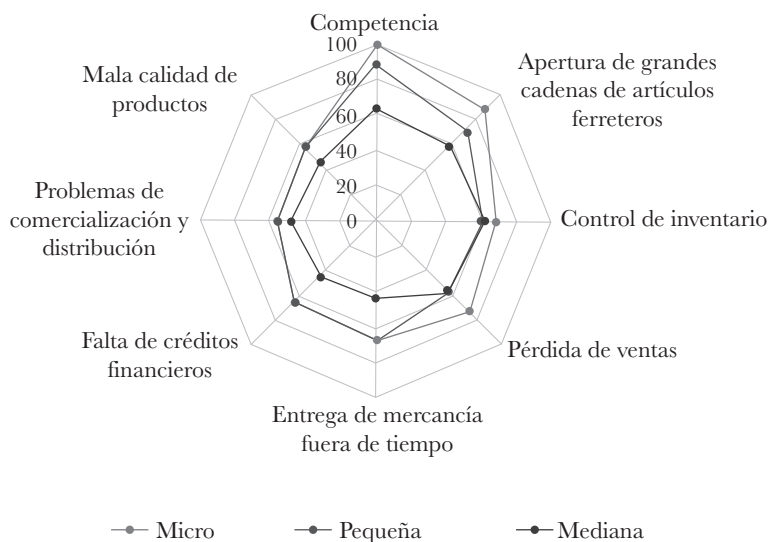 Competencia
100
80
60
40
20
0
Apertura de grandes
cadenas de artículos
ferreteros
Control de inventario
Pérdida de ventas
Entrega de mercancía
fuera de tiempo
Falta de créditos
financieros
Problemas de
comercialización y
distribución
Mala calidad de
productos
Micro
Pequeña
Mediana